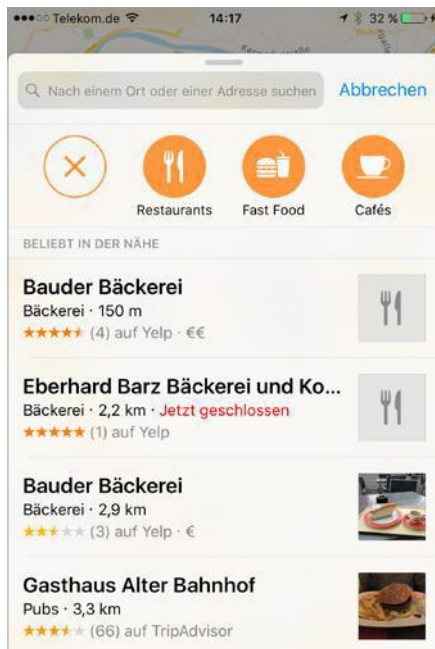 Telekom.de 14:17 32 %
Nach einem Ort oder einer Adresse suchen Abbrechen
Restaurants Fast Food Cafés
BELIEBT IN DER NÄHE
Bauder Bäckerei
Bäckerei · 150 m
(4) auf Yelp · €€
Eberhard Barz Bäckerei und Ko...
Bäckerei · 2,2 km · Jetzt geschlossen
(1) auf Yelp
Bauder Bäckerei
Bäckerei · 2,9 km
(3) auf Yelp · €
Gasthaus Alter Bahnhof
Pubs · 3,3 km
(66) auf TripAdvisor